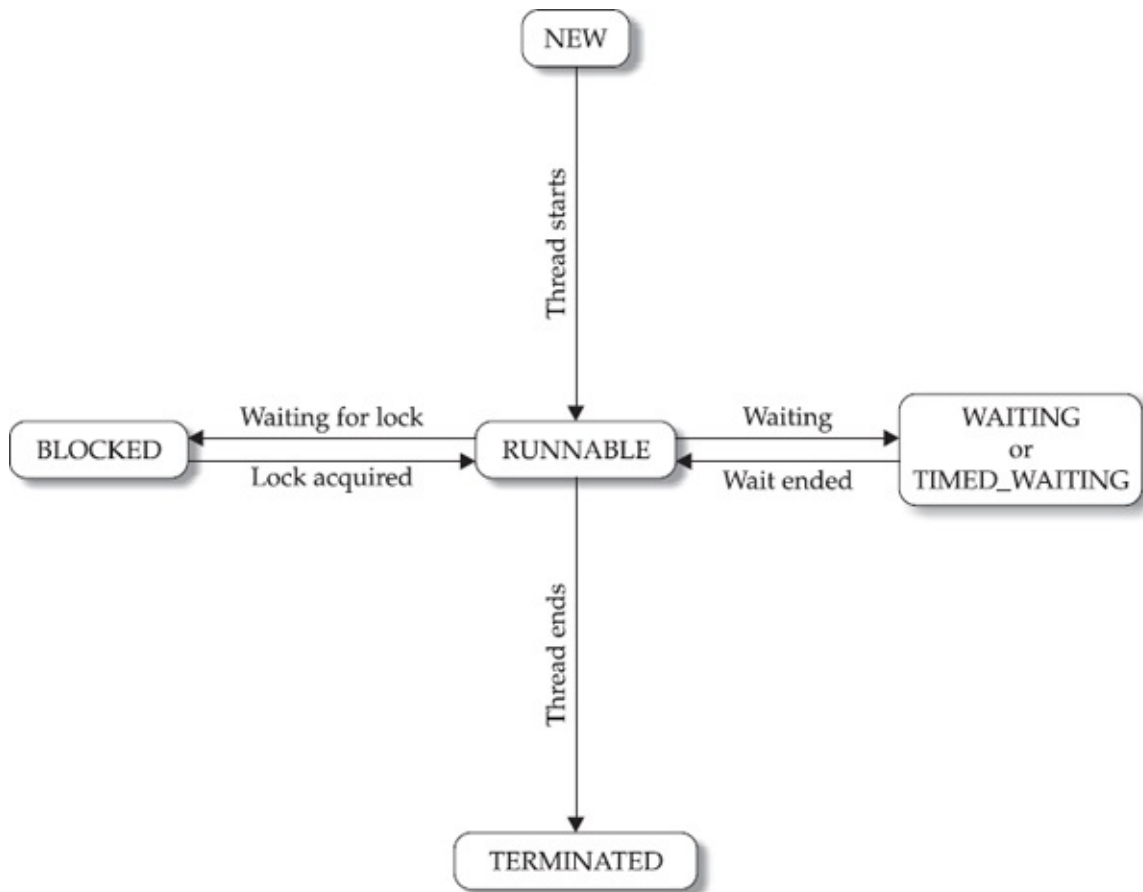 NEW
Thread starts
Waiting for lock
Waiting
BLOCKED
RUNNABLE
WAITING
or
TIMED_WAITING
Lock acquired
Wait ended
Thread ends
TERMINATED